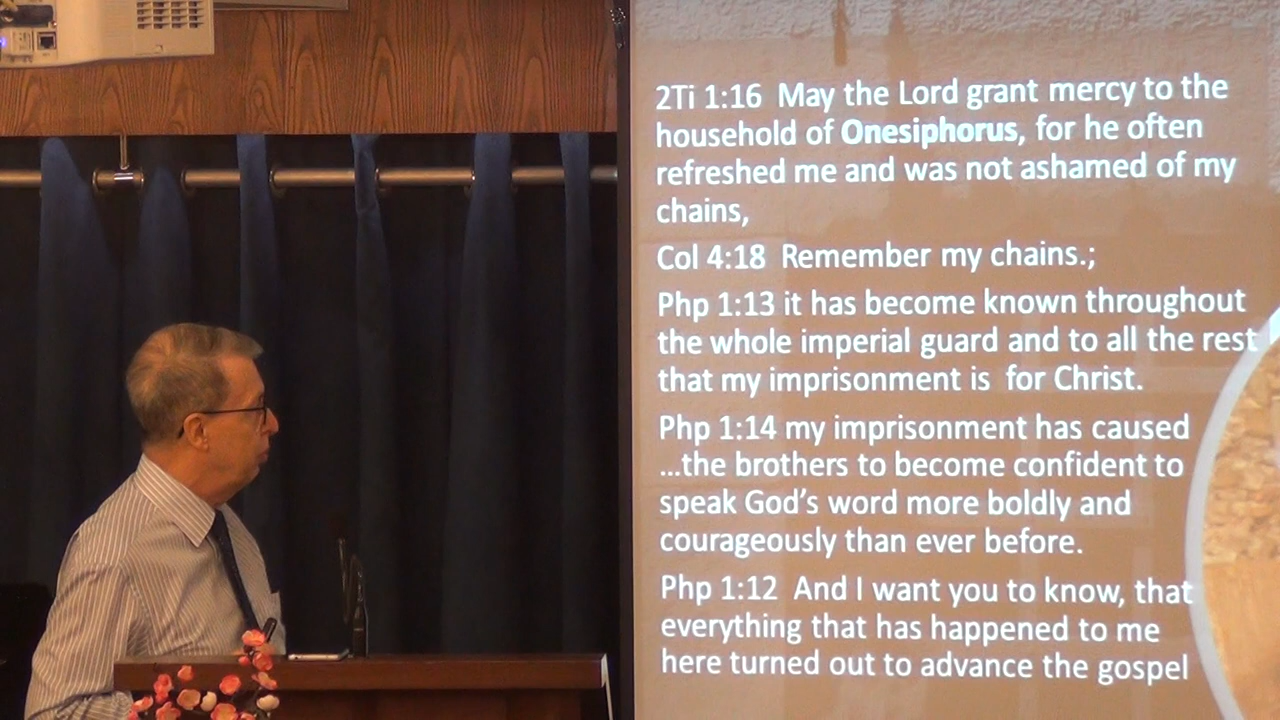 2Ti 1:16 May the Lord grant mercy to the
household of Onesiphorus, for he often
refreshed me and was not ashamed of my
chains,
Col 4:18 Remember my chains.;
Php 1:13 it has become known throughout
the whole imperial guard and to all the rest
that my imprisonment is for Christ.
Php 1:14 my imprisonment has caused
...the brothers to become confident to
speak God's word more boldly and
courageously than ever before.
Php 1:12 And I want you to know, that
everything that has happened to me
here turned out to advance the gospel